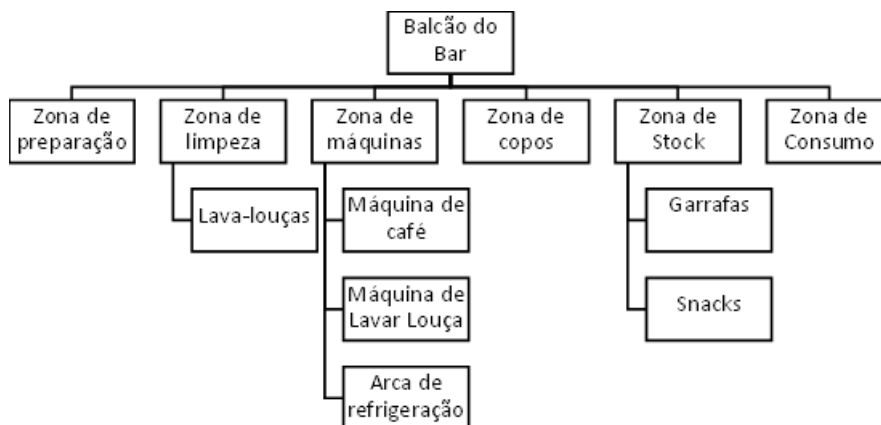 Balcão do
Bar
Zona de
preparação
Zona de
limpeza
Zona de
máquinas
Zona de
copos
Zona de
Stock
Zona de
Consumo
Lava-louças
Máquina de
café
Garrafas
Máquina de
Lavar Louça
Snacks
Arca de
refrigeração